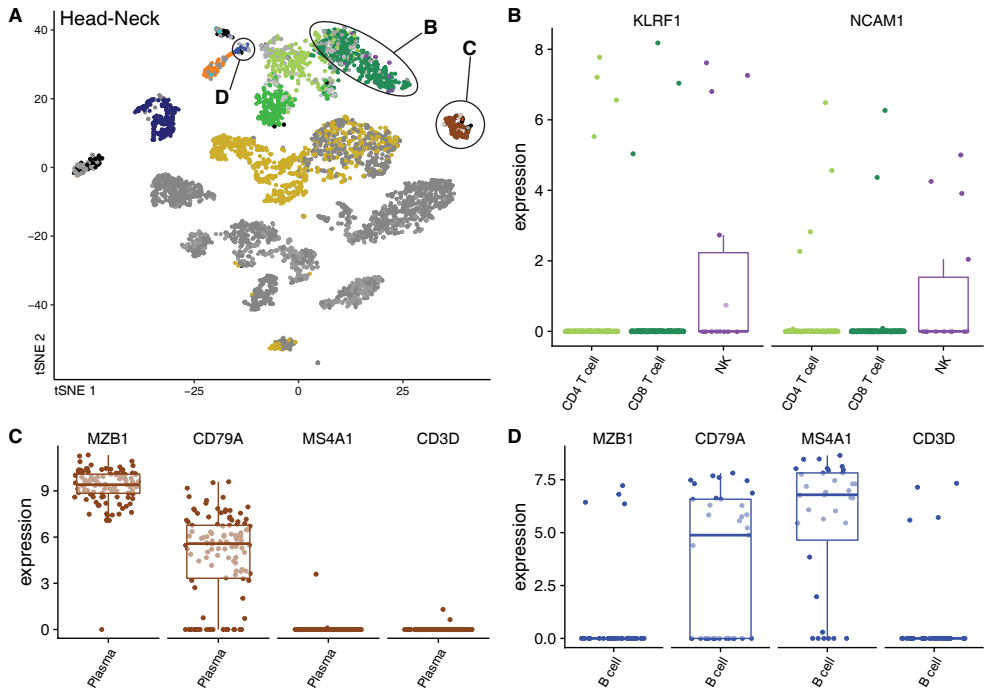 A
Head-Neck
40
20
0
−20
−40
tSNE 2
tSNE 1
−25
0
25
B
C
D
B
KLRF1
NCAM1
expression
8
6
4
2
0
CD4 T cell
CD8 T cell
NK
CD4 T cell
CD8 T cell
NK
C
MZB1
CD79A
MS4A1
CD3D
expression
9
6
3
0
Plasma
Plasma
Plasma
Plasma
D
MZB1
CD79A
MS4A1
CD3D
expression
7.5
5.0
2.5
0.0
B cell
B cell
B cell
B cell